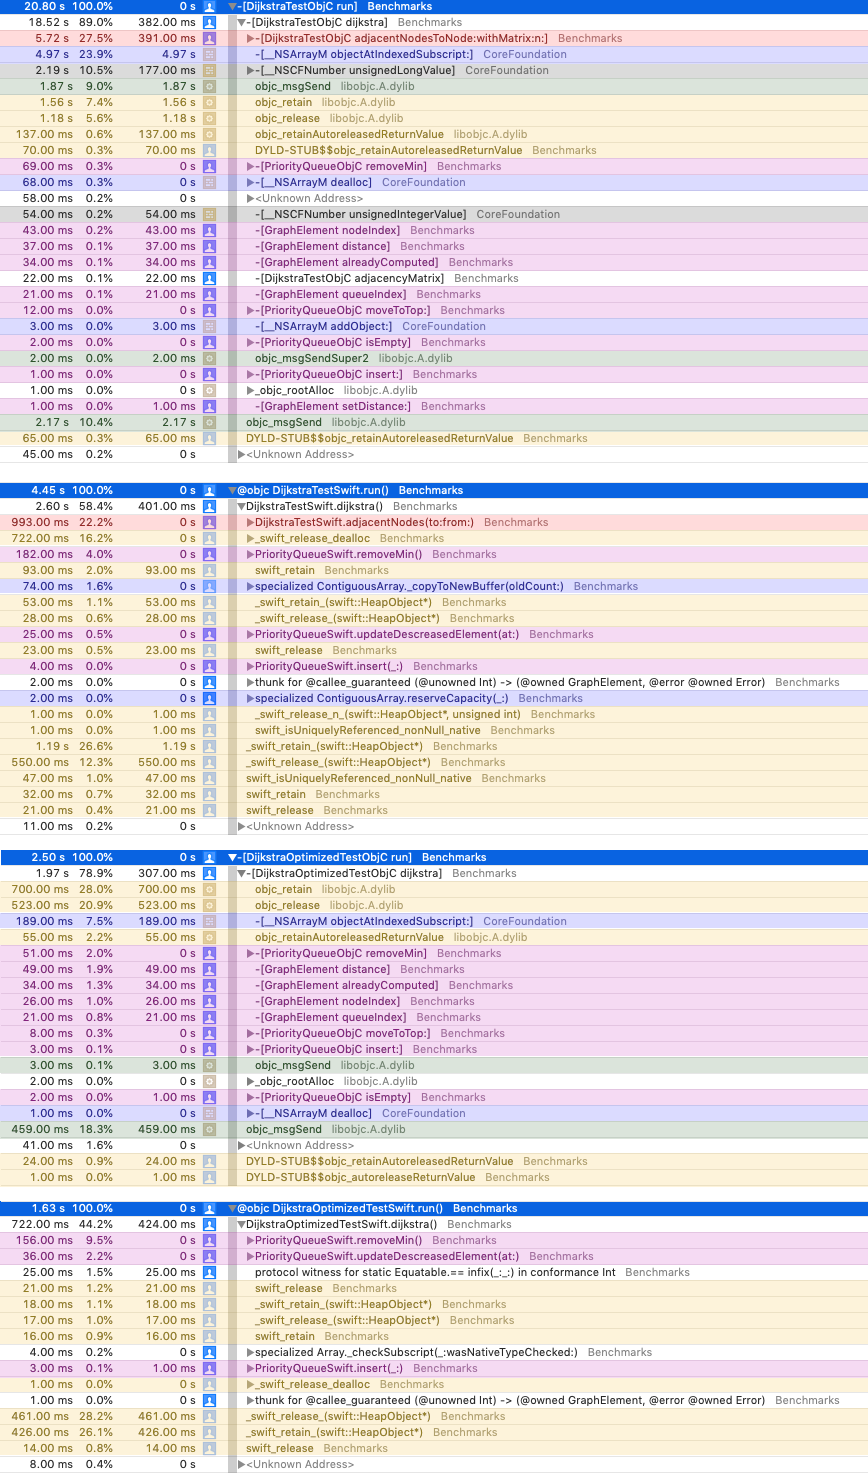 20.80 s 100.0% 0 s -[DijkstraTestObjC run] Benchmarks
18.52 s 89.0% 382.00 ms -[DijkstraTestObjC dijkstra] Benchmarks
5.72 s 27.5% 391.00 ms -[DijkstraTestObjC adjacentNodesToNode:withMatrix:n:] Benchmarks
4.97 s 23.9% 4.97 s -[__NSArrayM objectAtIndexedSubscript:] CoreFoundation
2.19 s 10.5% 177.00 ms -[__NSCFNumber unsignedLongValue] CoreFoundation
1.87 s 9.0% 1.87 s objc_msgSend libobjc.A.dylib
1.56 s 7.4% 1.56 s objc_retain libobjc.A.dylib
1.18 s 5.6% 1.18 s objc_release libobjc.A.dylib
137.00 ms 0.6% 137.00 ms objc_retainAutoreleasedReturnValue libobjc.A.dylib
70.00 ms 0.3% 70.00 ms DYLD-STUB$$objc_retainAutoreleasedReturnValue Benchmarks
69.00 ms 0.3% 0 s -[PriorityQueueObjC removeMin] Benchmarks
68.00 ms 0.3% 0 s -[__NSArrayM dealloc] CoreFoundation
58.00 ms 0.2% 0 s <Unknown Address>
54.00 ms 0.2% 54.00 ms -[__NSCFNumber unsignedIntegerValue] CoreFoundation
43.00 ms 0.2% 43.00 ms -[GraphElement nodeIndex] Benchmarks
37.00 ms 0.1% 37.00 ms -[GraphElement distance] Benchmarks
34.00 ms 0.1% 34.00 ms -[GraphElement alreadyComputed] Benchmarks
22.00 ms 0.1% 22.00 ms -[DijkstraTestObjC adjacencyMatrix] Benchmarks
21.00 ms 0.1% 21.00 ms -[GraphElement queueIndex] Benchmarks
12.00 ms 0.0% 0 s -[PriorityQueueObjC moveToTop:] Benchmarks
3.00 ms 0.0% 3.00 ms -[__NSArrayM addObject:] CoreFoundation
2.00 ms 0.0% 0 s -[PriorityQueueObjC isEmpty] Benchmarks
2.00 ms 0.0% 2.00 ms objc_msgSendSuper2 libobjc.A.dylib
1.00 ms 0.0% 0 s -[PriorityQueueObjC insert:] Benchmarks
1.00 ms 0.0% 0 s _objc_rootAlloc libobjc.A.dylib
1.00 ms 0.0% 1.00 ms -[GraphElement setDistance:] Benchmarks
2.17 s 10.4% 2.17 s objc_msgSend libobjc.A.dylib
65.00 ms 0.3% 65.00 ms DYLD-STUB$$objc_retainAutoreleasedReturnValue Benchmarks
45.00 ms 0.2% 0 s <Unknown Address>
4.45 s 100.0% 0 s @objc DijkstraTestSwift.run() Benchmarks
2.60 s 58.4% 401.00 ms DijkstraTestSwift.dijkstra() Benchmarks
993.00 ms 22.2% 0 s DijkstraTestSwift.adjacentNodes(to:from:) Benchmarks
722.00 ms 16.2% 0 s _swift_release_dealloc Benchmarks
182.00 ms 4.0% 0 s PriorityQueueSwift.removeMin() Benchmarks
93.00 ms 2.0% 93.00 ms swift_retain Benchmarks
74.00 ms 1.6% 0 s specialized ContiguousArray._copyToNewBuffer(oldCount:) Benchmarks
53.00 ms 1.1% 53.00 ms _swift_retain_(swift::HeapObject*) Benchmarks
28.00 ms 0.6% 28.00 ms _swift_release_(swift::HeapObject*) Benchmarks
25.00 ms 0.5% 0 s PriorityQueueSwift.updateDescreasedElement(at:) Benchmarks
23.00 ms 0.5% 23.00 ms swift_release Benchmarks
4.00 ms 0.0% 0 s PriorityQueueSwift.insert(_:) Benchmarks
2.00 ms 0.0% 0 s thunk for @callee_guaranteed (@unowned Int) -> (@owned GraphElement, @error @owned Error) Benchmarks
2.00 ms 0.0% 0 s specialized ContiguousArray.reserveCapacity(_:) Benchmarks
1.00 ms 0.0% 1.00 ms _swift_release_n_(swift::HeapObject*, unsigned int) Benchmarks
1.00 ms 0.0% 1.00 ms swift_isUniquelyReferenced_nonNull_native Benchmarks
1.19 s 26.6% 1.19 s _swift_retain_(swift::HeapObject*) Benchmarks
550.00 ms 12.3% 550.00 ms _swift_release_(swift::HeapObject*) Benchmarks
47.00 ms 1.0% 47.00 ms swift_isUniquelyReferenced_nonNull_native Benchmarks
32.00 ms 0.7% 32.00 ms swift_retain Benchmarks
21.00 ms 0.4% 21.00 ms swift_release Benchmarks
11.00 ms 0.2% 0 s <Unknown Address>
2.50 s 100.0% 0 s -[DijkstraOptimizedTestObjC run] Benchmarks
1.97 s 78.9% 307.00 ms -[DijkstraOptimizedTestObjC dijkstra] Benchmarks
700.00 ms 28.0% 700.00 ms objc_retain libobjc.A.dylib
523.00 ms 20.9% 523.00 ms objc_release libobjc.A.dylib
189.00 ms 7.5% 189.00 ms -[__NSArrayM objectAtIndexedSubscript:] CoreFoundation
55.00 ms 2.2% 55.00 ms objc_retainAutoreleasedReturnValue libobjc.A.dylib
51.00 ms 2.0% 0 s -[PriorityQueueObjC removeMin] Benchmarks
49.00 ms 1.9% 49.00 ms -[GraphElement distance] Benchmarks
34.00 ms 1.3% 34.00 ms -[GraphElement alreadyComputed] Benchmarks
26.00 ms 1.0% 26.00 ms -[GraphElement nodeIndex] Benchmarks
21.00 ms 0.8% 21.00 ms -[GraphElement queueIndex] Benchmarks
8.00 ms 0.3% 0 s -[PriorityQueueObjC moveToTop:] Benchmarks
3.00 ms 0.1% 0 s -[PriorityQueueObjC insert:] Benchmarks
3.00 ms 0.1% 3.00 ms objc_msgSend libobjc.A.dylib
2.00 ms 0.0% 0 s _objc_rootAlloc libobjc.A.dylib
2.00 ms 0.0% 1.00 ms -[PriorityQueueObjC isEmpty] Benchmarks
1.00 ms 0.0% 0 s -[__NSArrayM dealloc] CoreFoundation
459.00 ms 18.3% 459.00 ms objc_msgSend libobjc.A.dylib
41.00 ms 1.6% 0 s <Unknown Address>
24.00 ms 0.9% 24.00 ms DYLD-STUB$$objc_retainAutoreleasedReturnValue Benchmarks
1.00 ms 0.0% 1.00 ms DYLD-STUB$$objc_autoreleaseReturnValue Benchmarks
1.63 s 100.0% 0 s @objc DijkstraOptimizedTestSwift.run() Benchmarks
722.00 ms 44.2% 424.00 ms DijkstraOptimizedTestSwift.dijkstra() Benchmarks
156.00 ms 9.5% 0 s PriorityQueueSwift.removeMin() Benchmarks
36.00 ms 2.2% 0 s PriorityQueueSwift.updateDescreasedElement(at:) Benchmarks
25.00 ms 1.5% 25.00 ms protocol witness for static Equatable.== infix(_:_:) in conformance Int Benchmarks
21.00 ms 1.2% 21.00 ms swift_release Benchmarks
18.00 ms 1.1% 18.00 ms _swift_retain_(swift::HeapObject*) Benchmarks
17.00 ms 1.0% 17.00 ms _swift_release_(swift::HeapObject*) Benchmarks
16.00 ms 0.9% 16.00 ms swift_retain Benchmarks
4.00 ms 0.2% 0 s specialized Array._checkSubscript(_:wasNativeTypeChecked:) Benchmarks
3.00 ms 0.1% 1.00 ms PriorityQueueSwift.insert(_:) Benchmarks
1.00 ms 0.0% 0 s _swift_release_dealloc Benchmarks
1.00 ms 0.0% 0 s thunk for @callee_guaranteed (@unowned Int) -> (@owned GraphElement, @error @owned Error) Benchmarks
461.00 ms 28.2% 461.00 ms _swift_release_(swift::HeapObject*) Benchmarks
426.00 ms 26.1% 426.00 ms _swift_retain_(swift::HeapObject*) Benchmarks
14.00 ms 0.8% 14.00 ms swift_release Benchmarks
8.00 ms 0.4% 0 s <Unknown Address>